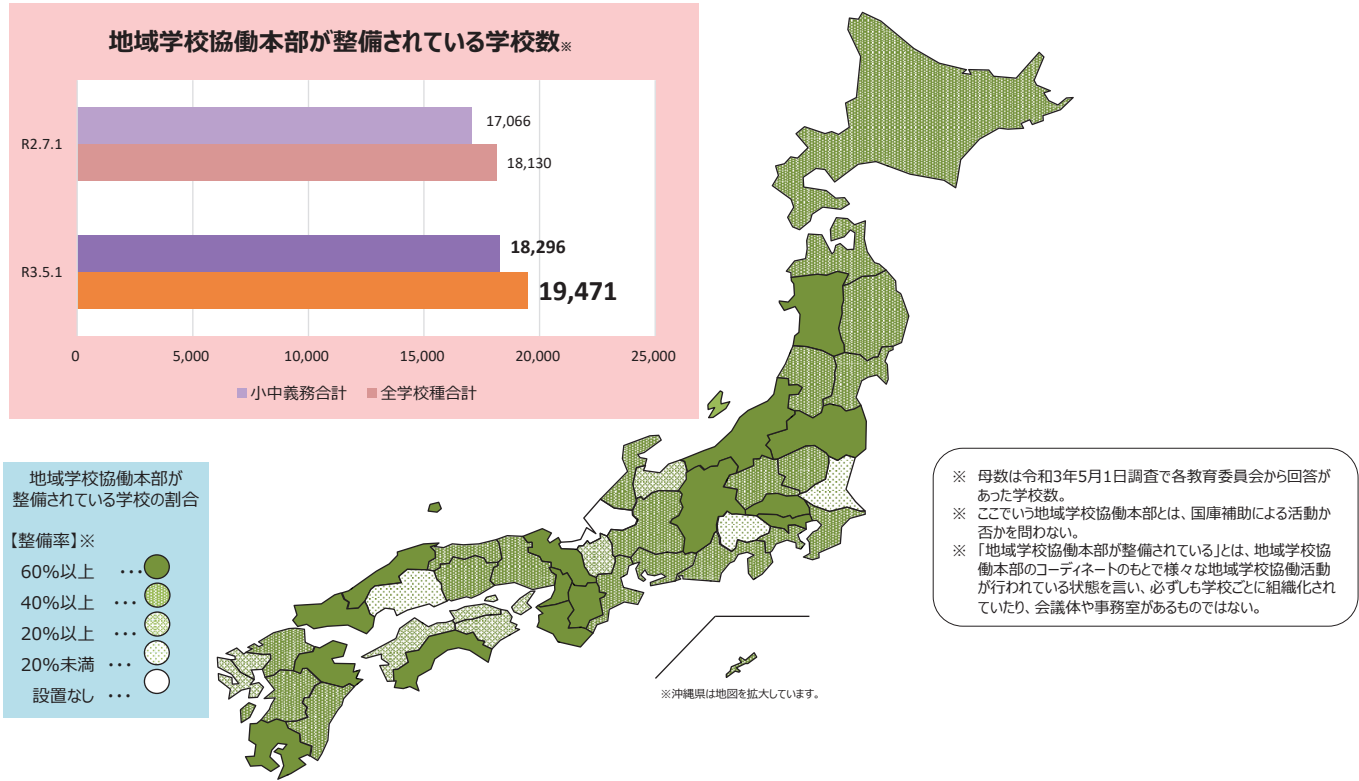 地域学校協働本部が整備されている学校数※
R2.7.1
17,066
18,130
R3.5.1
18,296
19,471
0
5,000
10,000
15,000
20,000
25,000
■小中義務合計 ■全学校種合計
地域学校協働本部が
整備されている学校の割合
【整備率】※
60%以上 ・・・
40%以上 ・・・
20%以上 ・・・
20%未満 ・・・
設置なし ・・・
※ 母数は令和3年5月1日調査で各教育委員会から回答が
あった学校数。
※ ここでいう地域学校協働本部とは、国庫補助による活動か
否かを問わない。
※ 「地域学校協働本部が整備されている」とは、地域学校協
働本部のコーディネートのもとで様々な地域学校協働活動
が行われている状態を言い、必ずしも学校ごとに組織化され
ていたり、会議体や事務室があるものではない。
※沖縄県は地図を拡大しています。